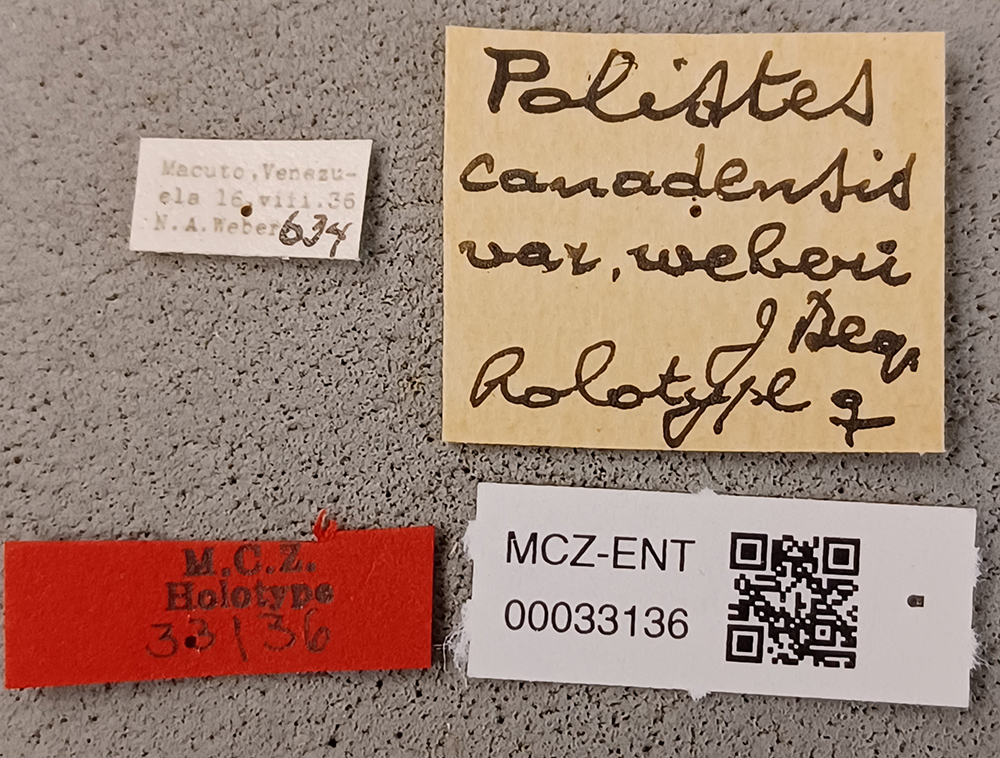 Macuto, Venezu-
ela 16.viii.36
N.A.Weber 634
Polistes
canadensis
var. weberi
J Beq.
Holotype ♀
M.C.Z.
Holotype
33136
MCZ-ENT
00033136